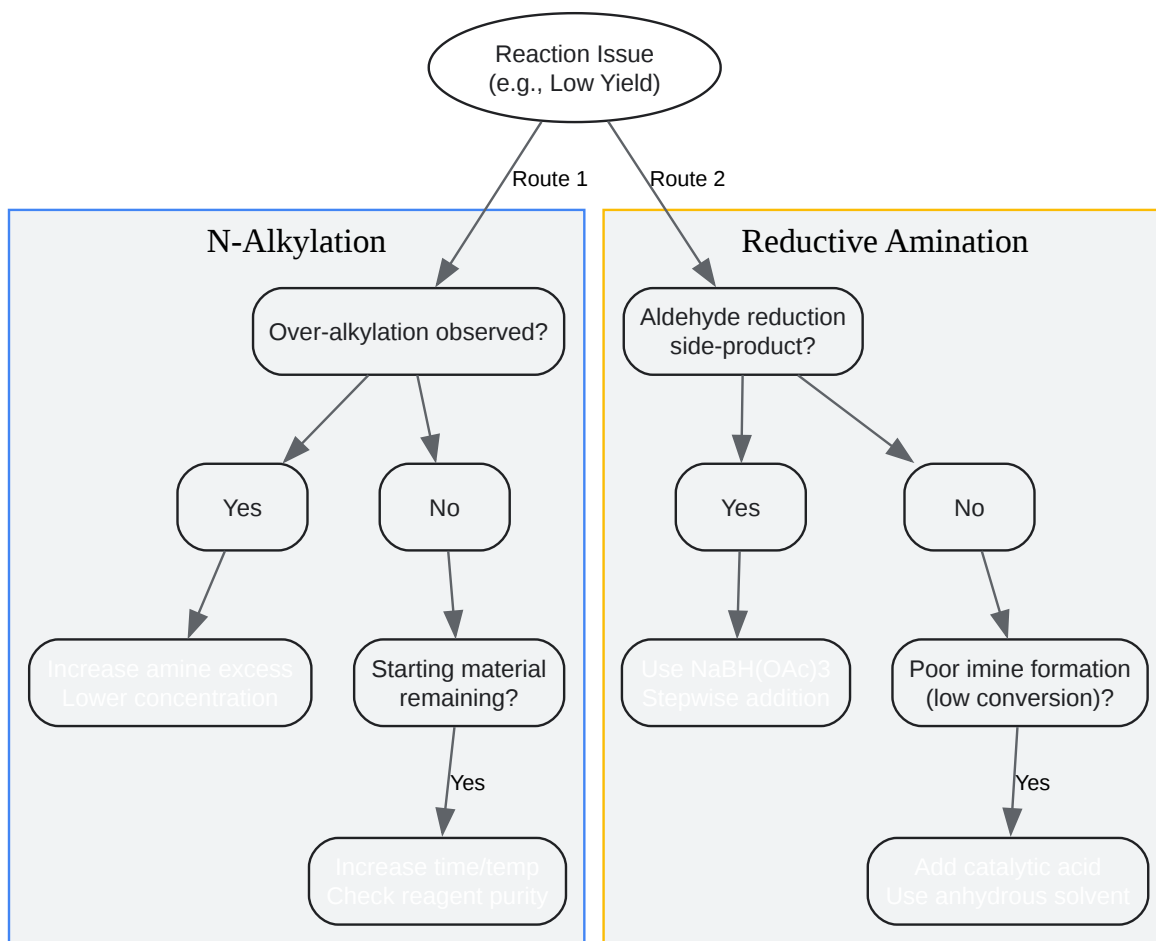 Reaction Issue
(e.g., Low Yield)
Route 1
Route 2
N-Alkylation
Over-alkylation observed?
Yes
No
Increase amine excess
Lower concentration
Starting material
remaining?
Yes
Increase time/temp
Check reagent purity
Reductive Amination
Aldehyde reduction
side-product?
Yes
No
Use NaBH(OAc)3
Stepwise addition
Poor imine formation
(low conversion)?
Yes
Add catalytic acid
Use anhydrous solvent